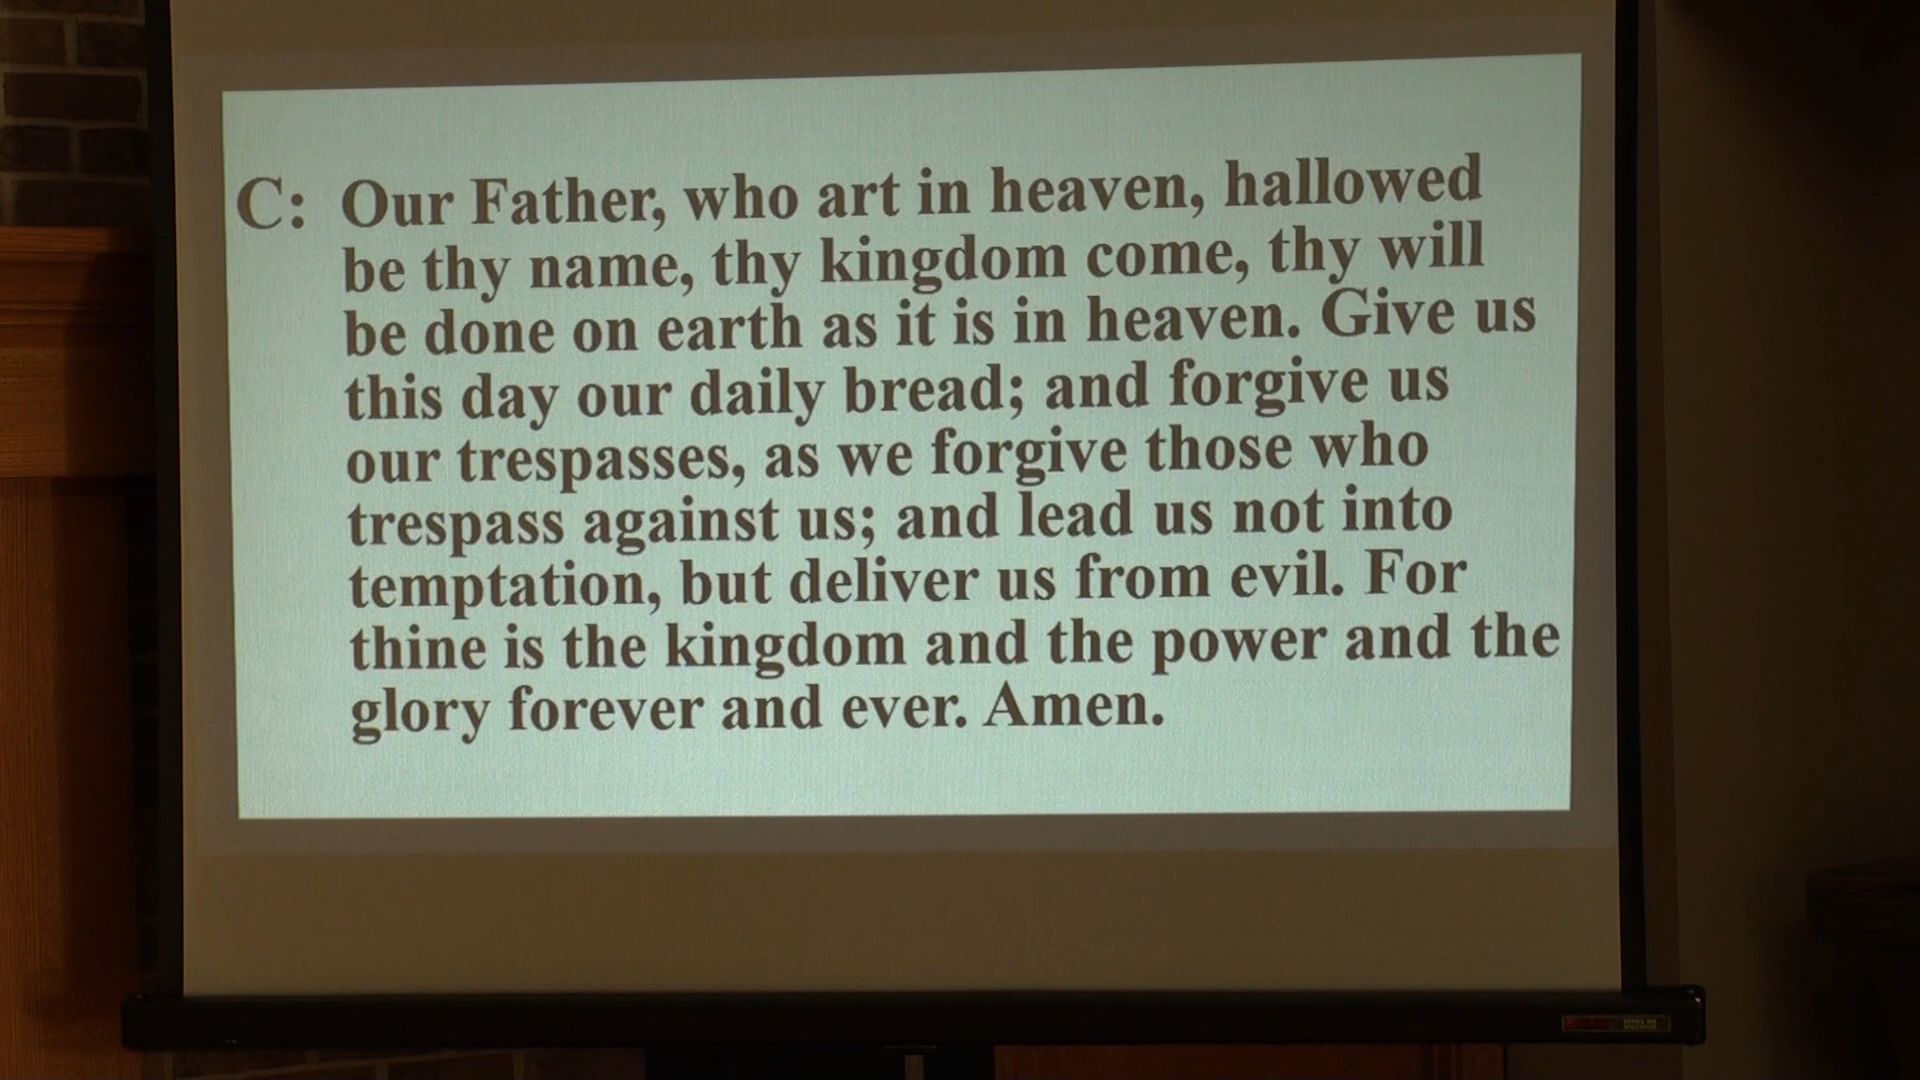 C: Our Father, who art in heaven, hallowed
be thy name, thy kingdom come, thy will
be done on earth as it is in heaven. Give us
this day our daily bread; and forgive us
our trespasses, as we forgive those who
trespass against us; and lead us not into
temptation, but deliver us from evil. For
thine is the kingdom and the power and the
glory forever and ever. Amen.